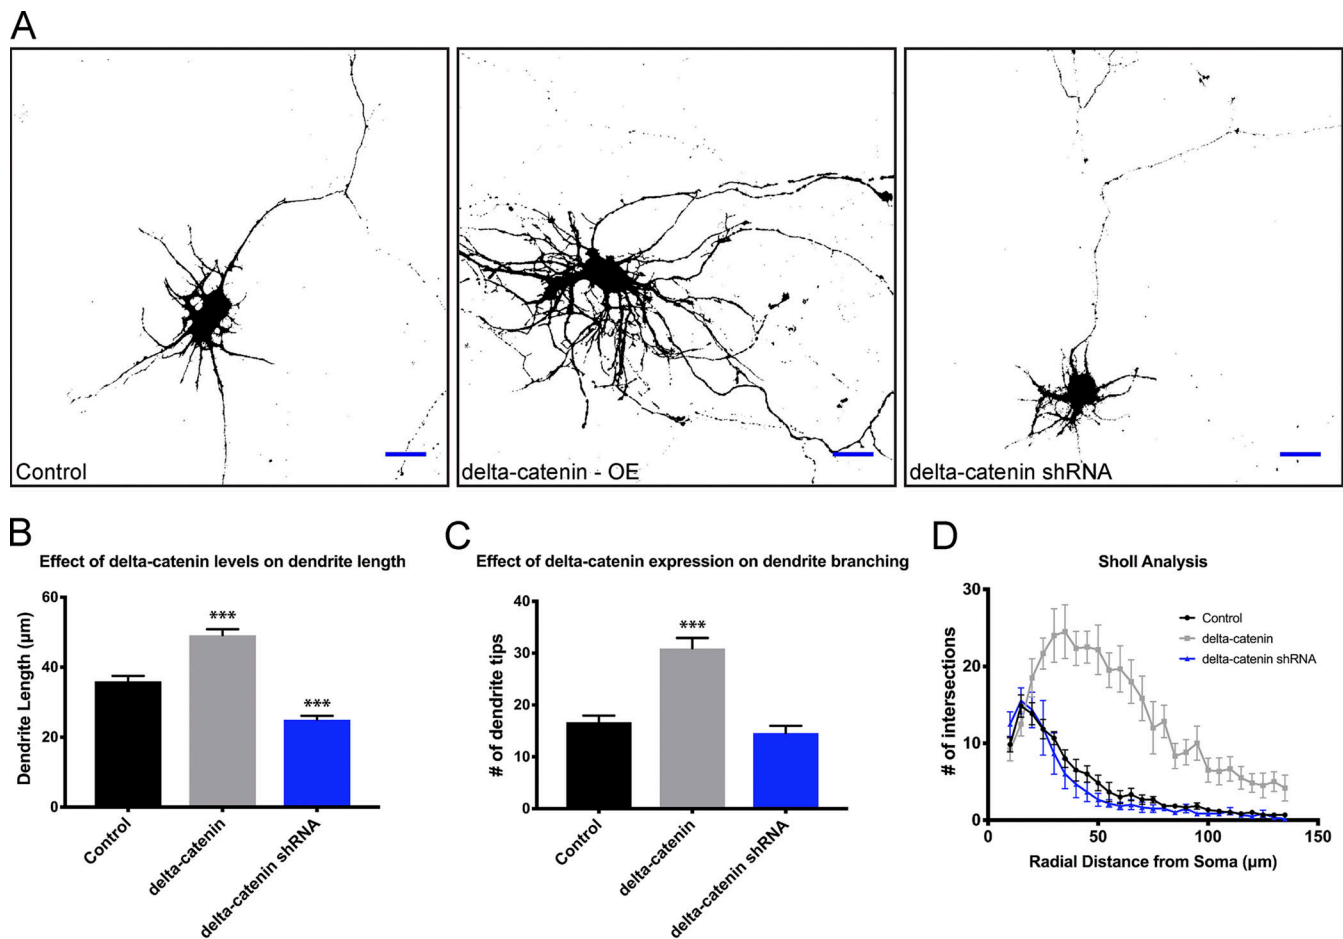 A
Control
delta-catenin - OE
delta-catenin shRNA
B
Effect of delta-catenin levels on dendrite length
Dendrite Length (µm)
60
40
20
0
***
***
Control
delta-catenin
delta-catenin shRNA
C
Effect of delta-catenin expression on dendrite branching
# of dendrite tips
40
30
20
10
0
***
Control
delta-catenin
delta-catenin shRNA
D
Sholl Analysis
# of intersections
30
20
10
0
Control
delta-catenin
delta-catenin shRNA
0
50
100
150
Radial Distance from Soma (µm)